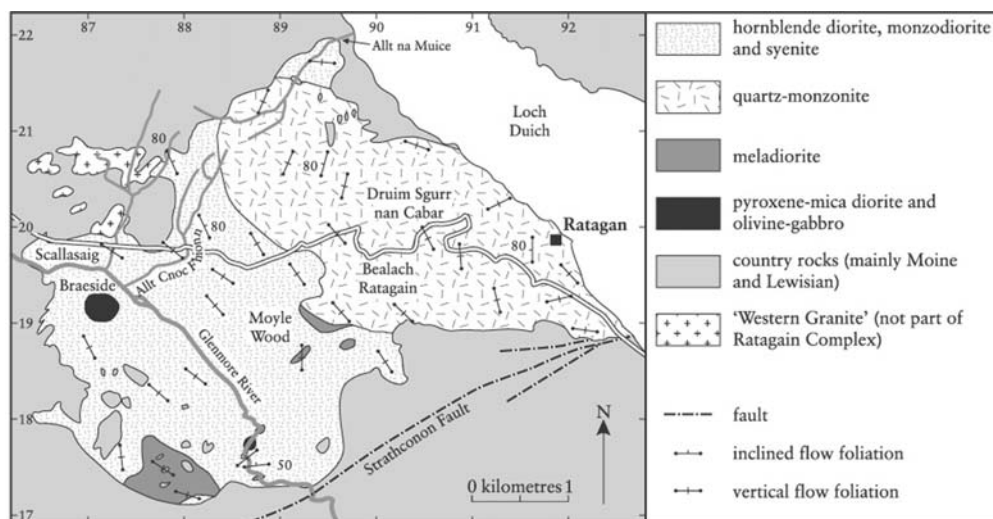 87 88 89 90 91 92
22
21
20
19
18
17
Allt na Muice
Loch
Duich
80
80
Druim Sgurr
nan Cabar
Ratagan
80
80
Scallasaig
Allt Cnoc
Bealach
Ratagain
Braeside
Moyle
Wood
Glenmore River
Strathconon Fault
50
N
0 kilometres 1
hornblende diorite, monzodiorite
and syenite
quartz-monzonite
meladiorite
pyroxene-mica diorite and
olivine-gabbro
country rocks (mainly Moine
and Lewisian)
'Western Granite' (not part of
Ratagain Complex)
fault
inclined flow foliation
vertical flow foliation